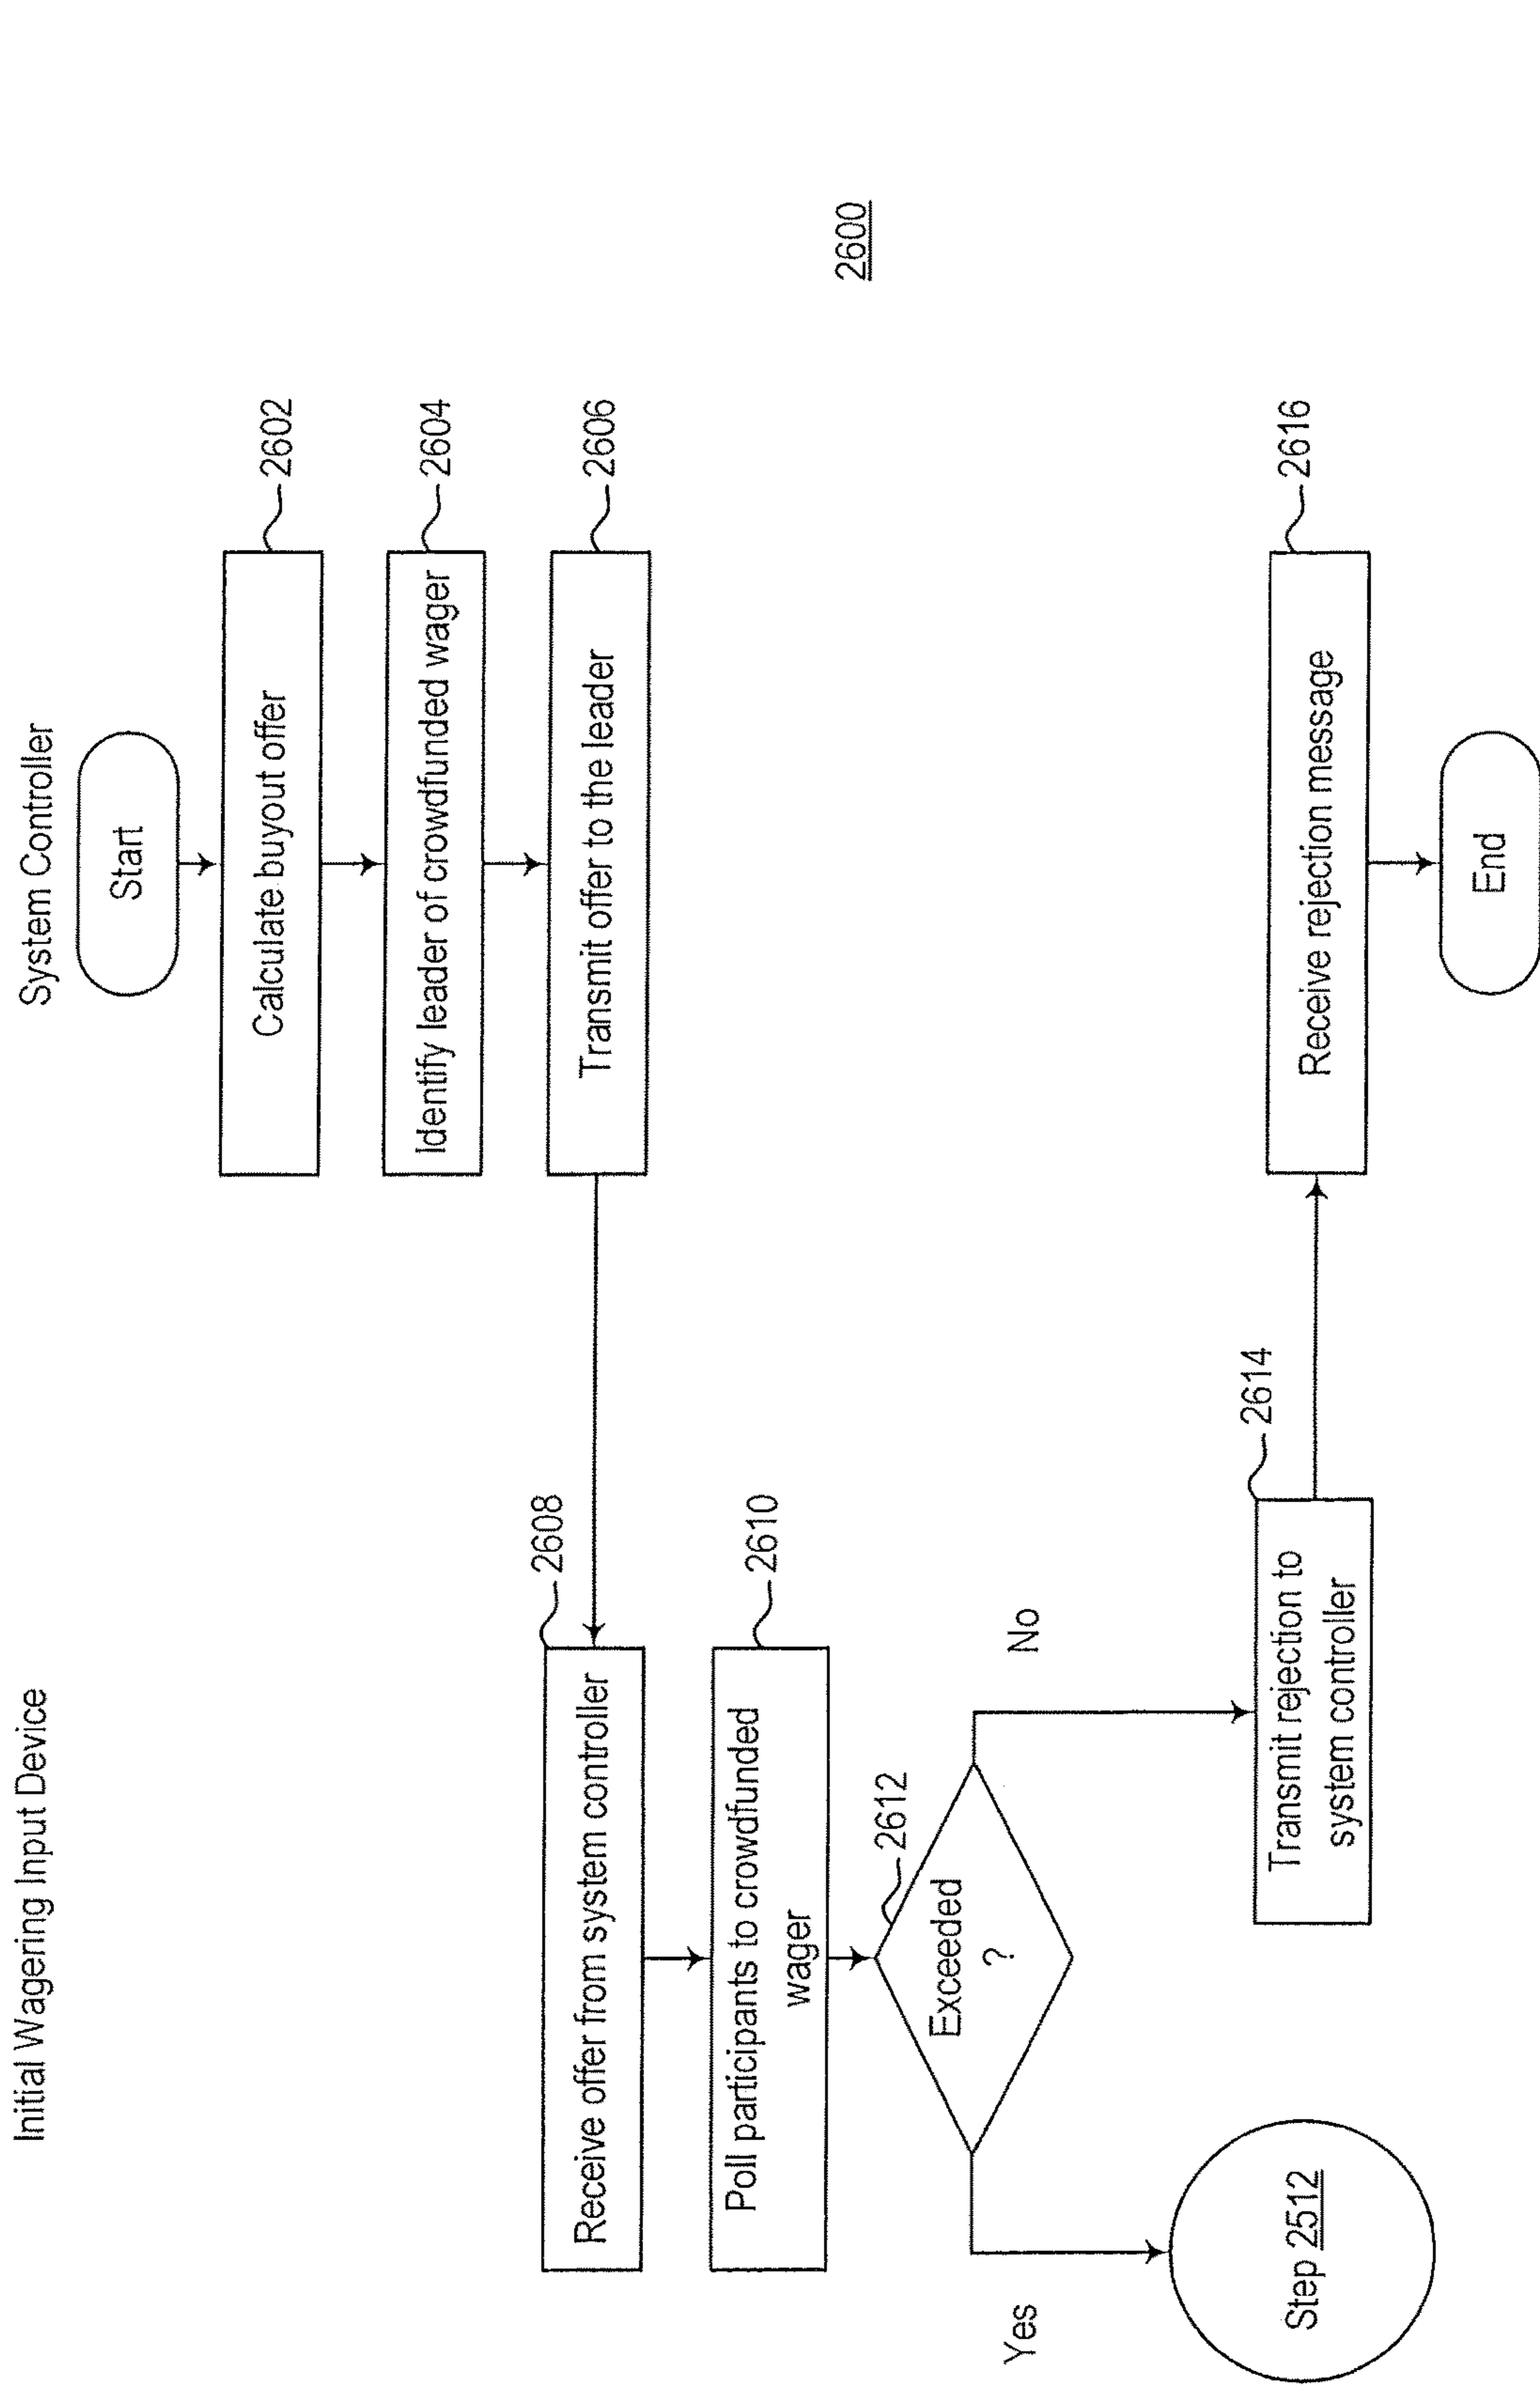 Initial Wagering Input Device
System Controller
Start
Calculate buyout offer
2602
Identify leader of crowdfunded wager
2604
Transmit offer to the leader
2606
Receive offer from system controller
2608
Poll participants to crowdfunded
wager
2610
Exceeded
?
2612
Yes
No
Step 2512
Transmit rejection to
system controller
2614
Receive rejection message
2616
End
2600